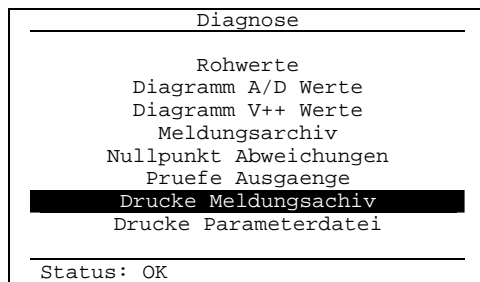 Diagnose
Rohwerte
Diagramm A/D Werte
Diagramm V++ Werte
Meldungsarchiv
Nullpunkt Abweichungen
Pruefe Ausgaenge
Drucke Meldungsachiv
Drucke Parameterdatei
Status: OK